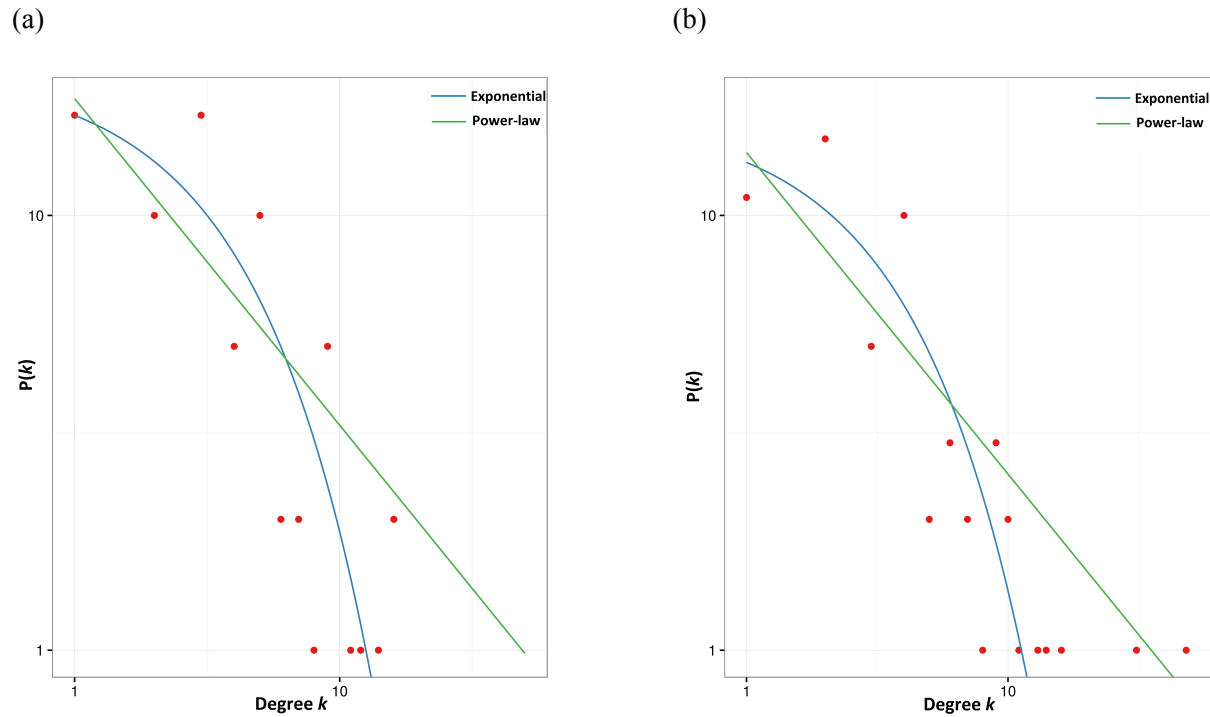 (a)
Exponential
Power-law
10
P(k)
1
1
10
Degree k
(b)
Exponential
Power-law
10
P(k)
1
1
10
Degree k